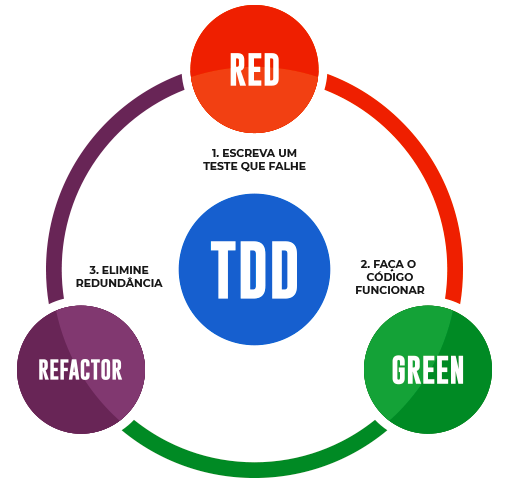 RED
1. ESCREVA UM
TESTE QUE FALHE
TDD
2. FAÇA O
CÓDIGO
FUNCIONAR
3. ELIMINE
REDUNDÂNCIA
GREEN
REFACTOR